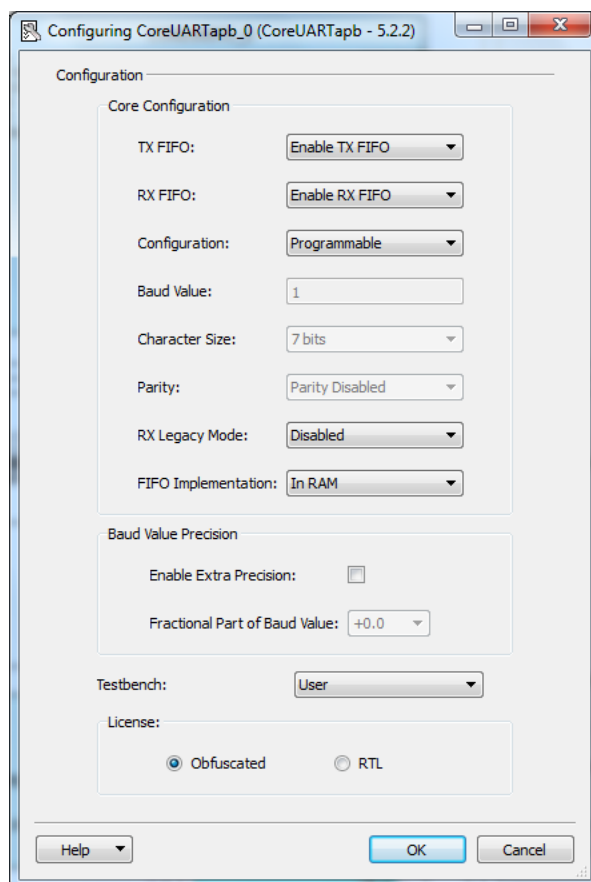 Configuring CoreUARTapb_0 (CoreUARTapb - 5.2.2)
Configuration
Core Configuration
TX FIFO: Enable TX FIFO
RX FIFO: Enable RX FIFO
Configuration: Programmable
Baud Value: 1
Character Size: 7 bits
Parity: Parity Disabled
RX Legacy Mode: Disabled
FIFO Implementation: In RAM
Baud Value Precision
Enable Extra Precision:
Fractional Part of Baud Value: +0.0
Testbench: User
License:
Obfuscated RTL
Help OK Cancel